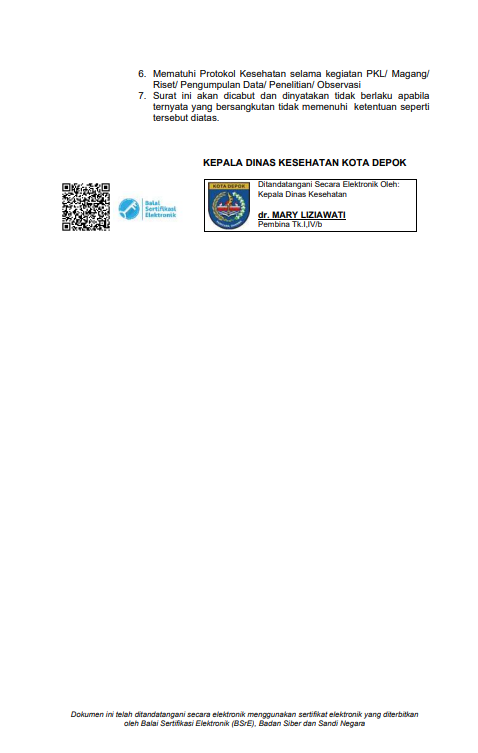 6. Mematuhi Protokol Kesehatan selama kegiatan PKL/ Magang/
Riset/ Pengumpulan Data/ Penelitian/ Observasi
7. Surat ini akan dicabut dan dinyatakan tidak berlaku apabila
ternyata yang bersangkutan tidak memenuhi ketentuan seperti
tersebut diatas.
KEPALA DINAS KESEHATAN KOTA DEPOK
Balai
Sertifikasi
Elektronik
KOTA DEPOK
Ditandatangani Secara Elektronik Oleh:
Kepala Dinas Kesehatan
dr. MARY LIZIAWATI
Pembina Tk.I,IV/b
Dokumen ini telah ditandatangani secara elektronik menggunakan sertifikat elektronik yang diterbitkan
oleh Balai Sertifikasi Elektronik (BSrE), Badan Siber dan Sandi Negara